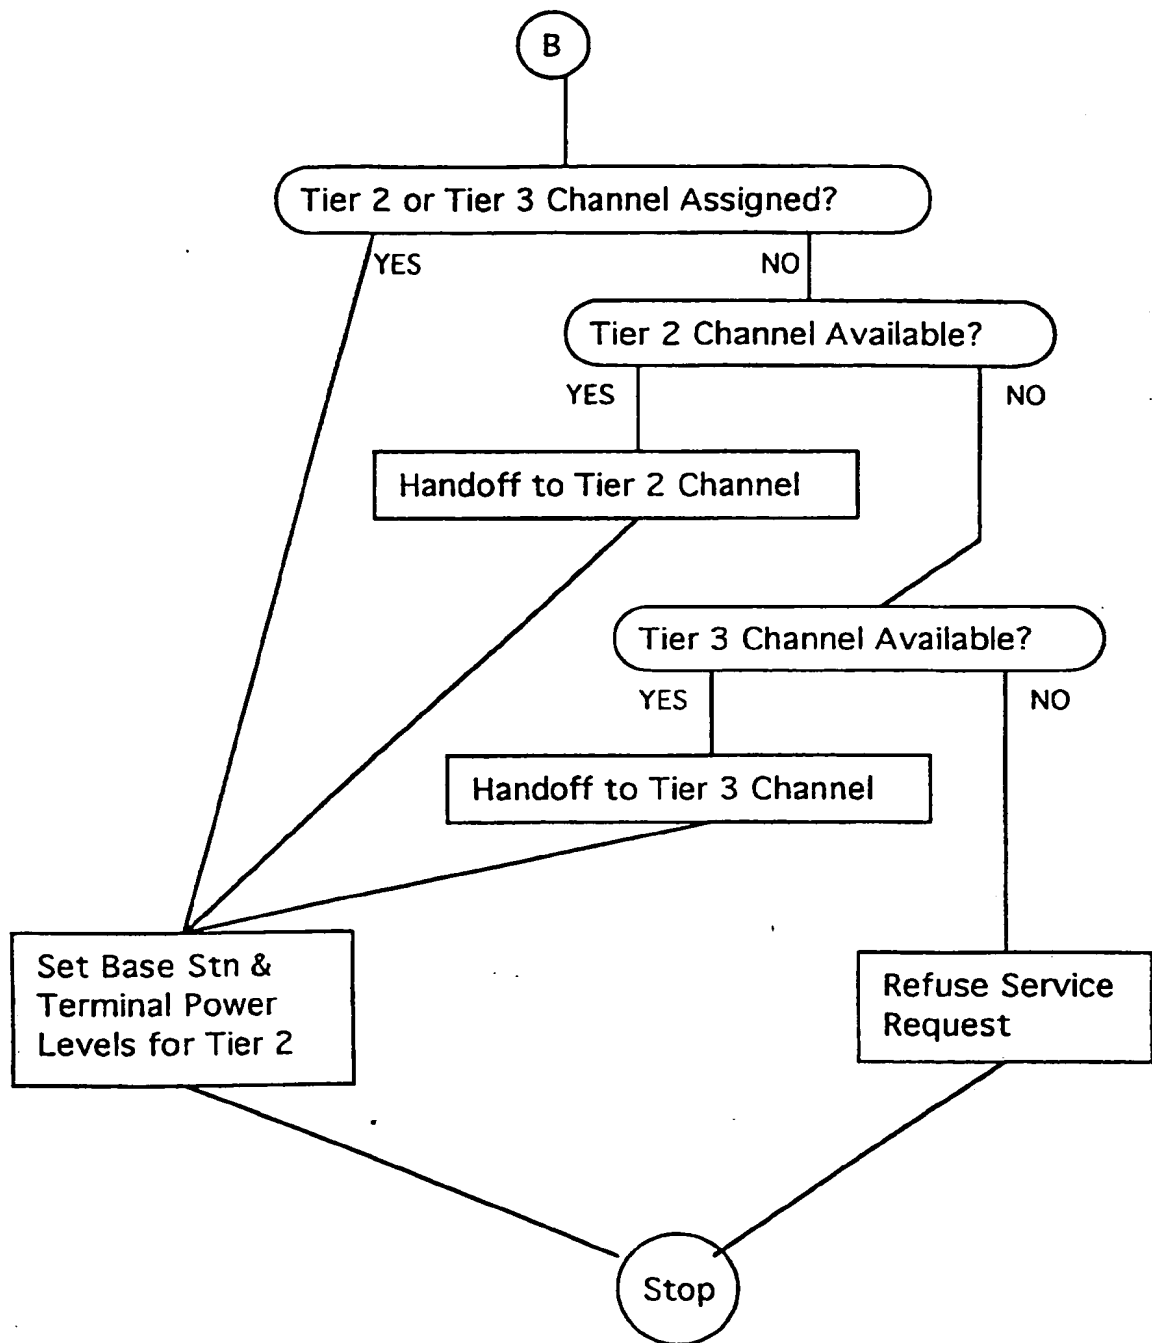 B
Tier 2 or Tier 3 Channel Assigned?
YES
NO
Tier 2 Channel Available?
YES
NO
Handoff to Tier 2 Channel
Tier 3 Channel Available?
YES
NO
Handoff to Tier 3 Channel
Set Base Stn &
Terminal Power
Levels for Tier 2
Refuse Service
Request
Stop